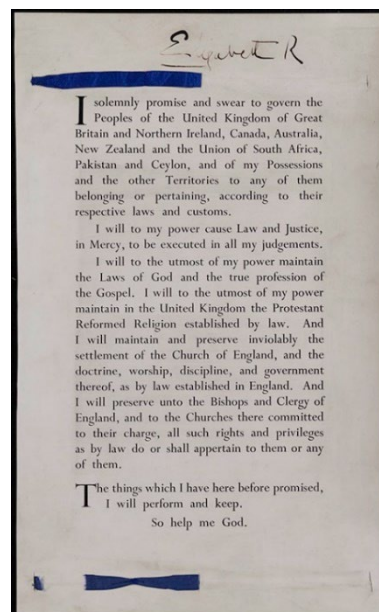 Elizabeth R
I solemnly promise and swear to govern the
Peoples of the United Kingdom of Great
Britain and Northern Ireland, Canada, Australia,
New Zealand and the Union of South Africa,
Pakistan and Ceylon, and of my Possessions
and the other Territories to any of them
belonging or pertaining, according to their
respective laws and customs.
I will to my power cause Law and Justice,
in Mercy, to be executed in all my judgements.
I will to the utmost of my power maintain
the Laws of God and the true profession of
the Gospel. I will to the utmost of my power
maintain in the United Kingdom the Protestant
Reformed Religion established by law. And
I will maintain and preserve inviolably the
settlement of the Church of England, and the
doctrine, worship, discipline, and government
thereof, as by law established in England. And
I will preserve unto the Bishops and Clergy of
England, and to the Churches there committed
to their charge, all such rights and privileges
as by law do or shall appertain to them or any
of them.
The things which I have here before promised,
I will perform and keep.
So help me God.